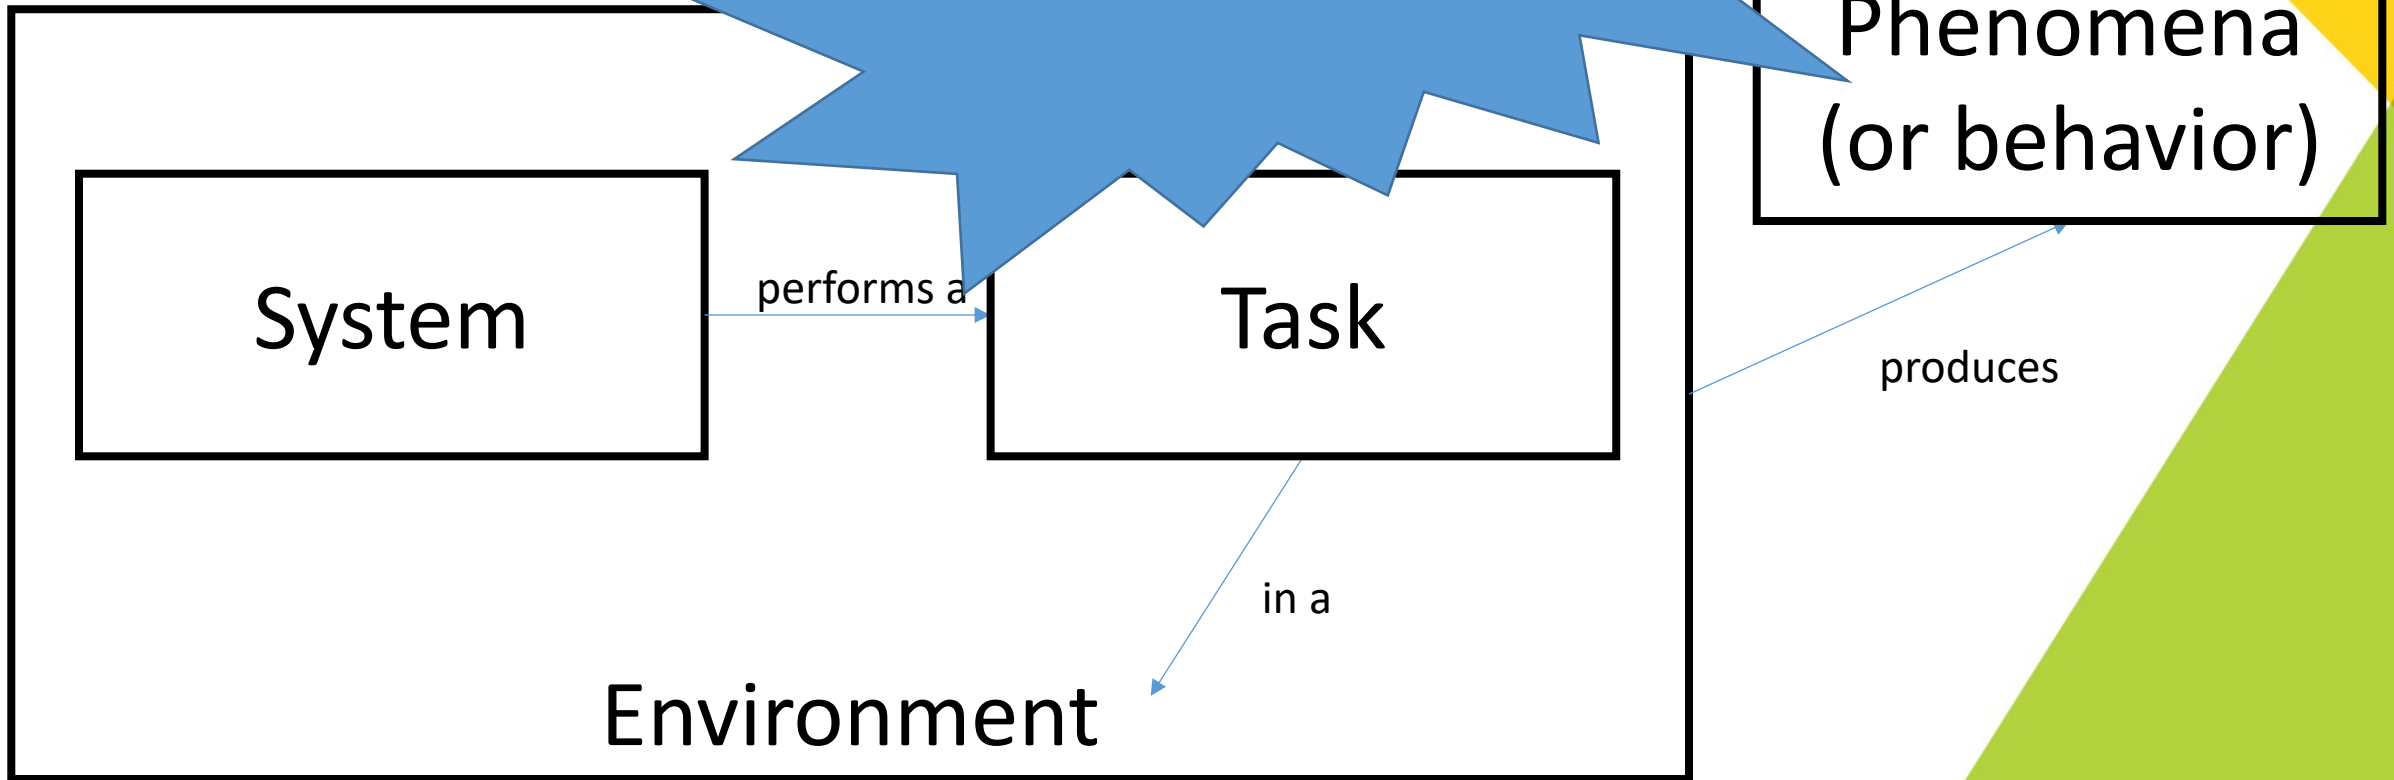 Phenomena
(or behavior)
performs a
System
Task
produces
in a
Environment